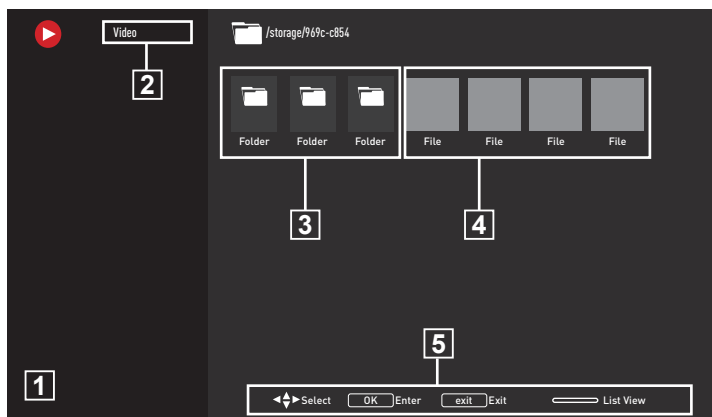 Video
/storage/969c-c854
2
Folder Folder Folder File File File File
3 4
5
1
Select OK Enter exit Exit List View